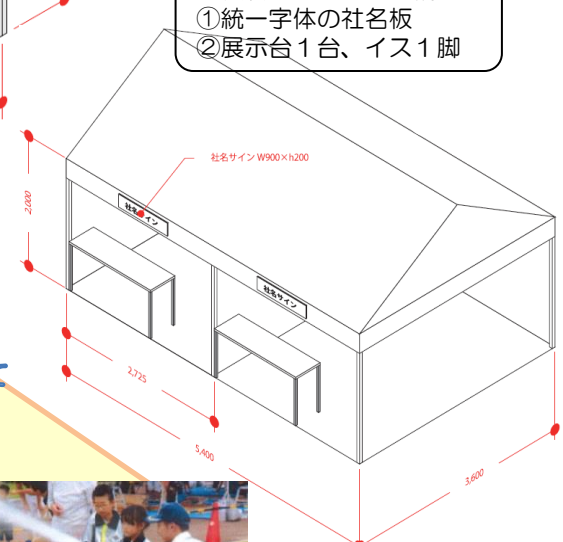 ①統一字体の社名板
②展示台1台、イス1脚
社名サイン W900×h200
2,000
社名サイン
社名サイン
2,725
5,400
3,600